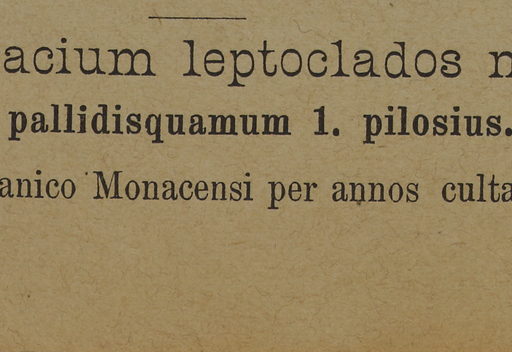 acium leptoclados n
pallidisquamum 1. pilosius.
anico Monacensi per annos culta